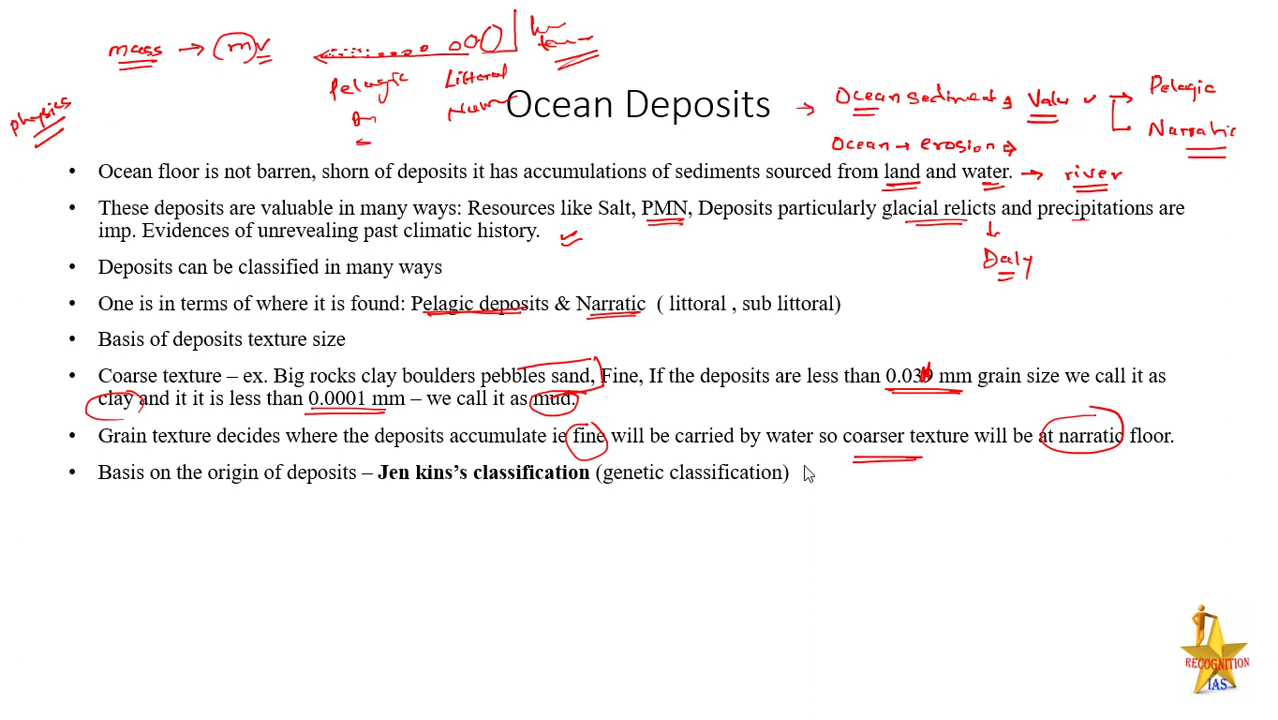 mass → (m)v
Pelagic
Littoral
physics
Ocean Deposits
→ Ocean sediments Valu → Pelagic
Narratic
Ocean → erosion ⇒
• Ocean floor is not barren, shorn of deposits it has accumulations of sediments sourced from land and water. → river
• These deposits are valuable in many ways: Resources like Salt, PMN, Deposits particularly glacial relicts and precipitations are
imp. Evidences of unrevealing past climatic history.
Daly
• Deposits can be classified in many ways
• One is in terms of where it is found: Pelagic deposits & Narratic ( littoral , sub littoral)
• Basis of deposits texture size
• Coarse texture – ex. Big rocks clay boulders pebbles sand, Fine, If the deposits are less than mm grain size we call it as
clay and it it is less than 0.0001 mm – we call it as mud.
• Grain texture decides where the deposits accumulate ie fine will be carried by water so coarser texture will be at narratic floor.
• Basis on the origin of deposits – Jen kins’s classification (genetic classification)
RECOGNITION
IAS